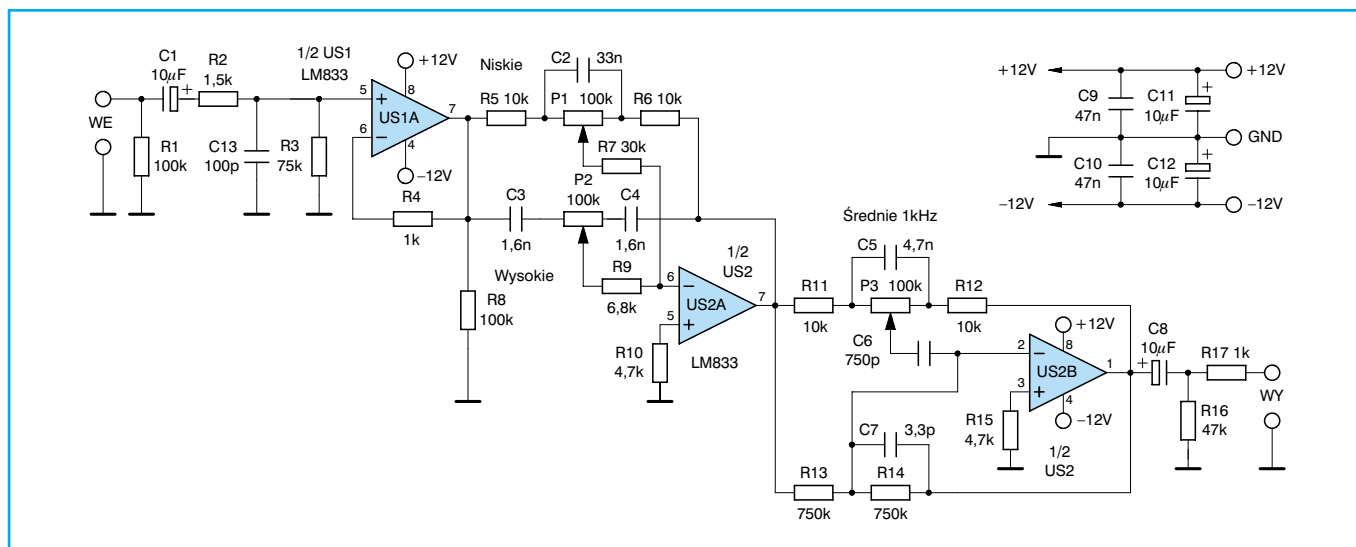 C1
10µF
+
R2
1,5k
WE
R1
100k
C13
100p
R3
75k
1/2 US1
LM833
+12V
8
5
+
US1A
7
6
−
4
−12V
R4
1k
Niskie
C2
33n
R5 10k
P1 100k
R6 10k
R7 30k
C3
1,6n
P2
100k
C4
1,6n
Wysokie
R8
100k
R9
6,8k
1/2
US2
6
−
US2A
7
5
+
LM833
R10
4,7k
Średnie 1kHz
C5
4,7n
R11
10k
P3 100k
R12
10k
C6
750p
+12V
8
2
−
US2B
1
3
+
4
−12V
R15
4,7k
1/2
US2
C7
3,3p
R13
750k
R14
750k
C8
10µF
+
R17 1k
R16
47k
WY
+12V
+12V
C9
47n
C11
10µF
+
GND
C10
47n
C12
10µF
+
−12V
−12V